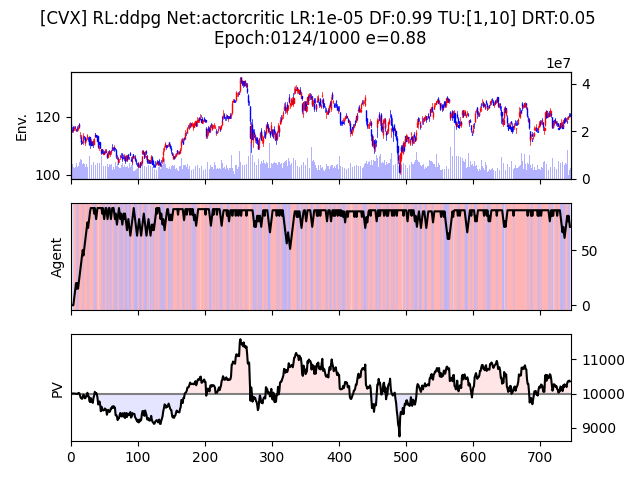 [CVX] RL:ddpg Net:actorcritic LR:1e-05 DF:0.99 TU:[1,10] DRT:0.05
Epoch:0124/1000 e=0.88
1e7
Env.
120
100
4
2
0
Agent
50
0
PV
11000
10000
9000
0 100 200 300 400 500 600 700